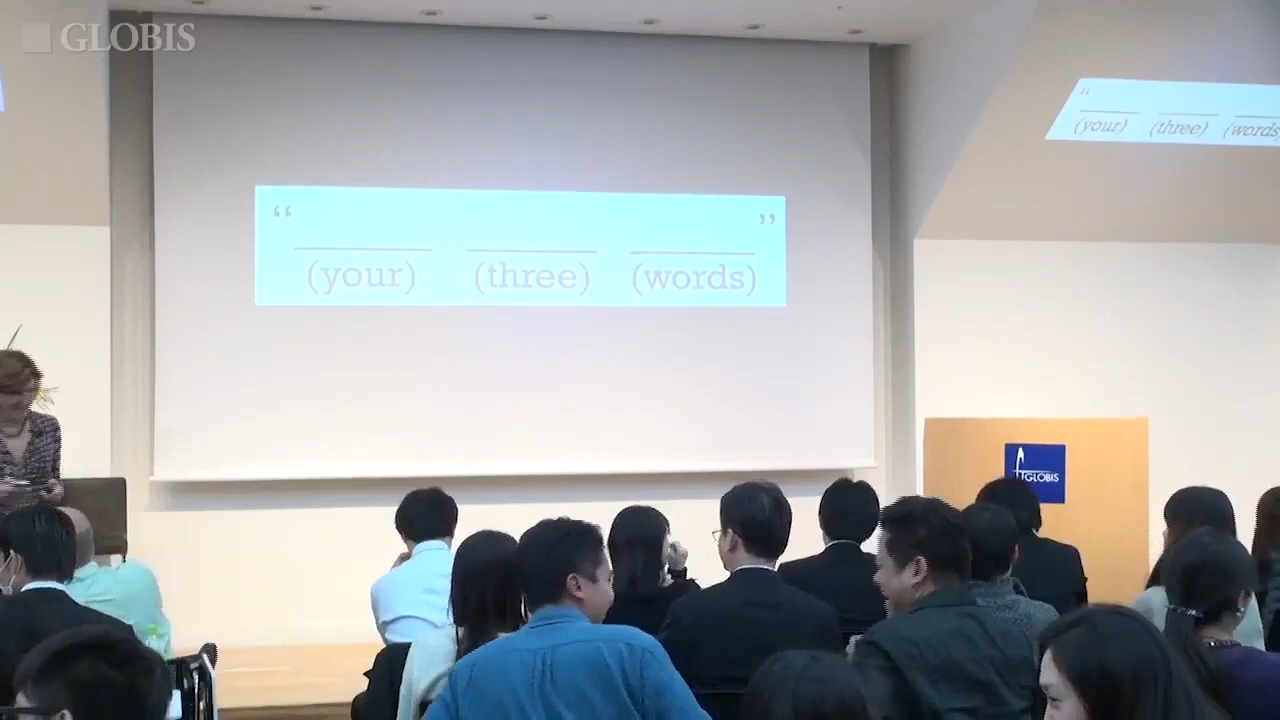 GLOBIS
“ ”
(your) (three) (words)
“
(your) (three) (words)
GLOBIS